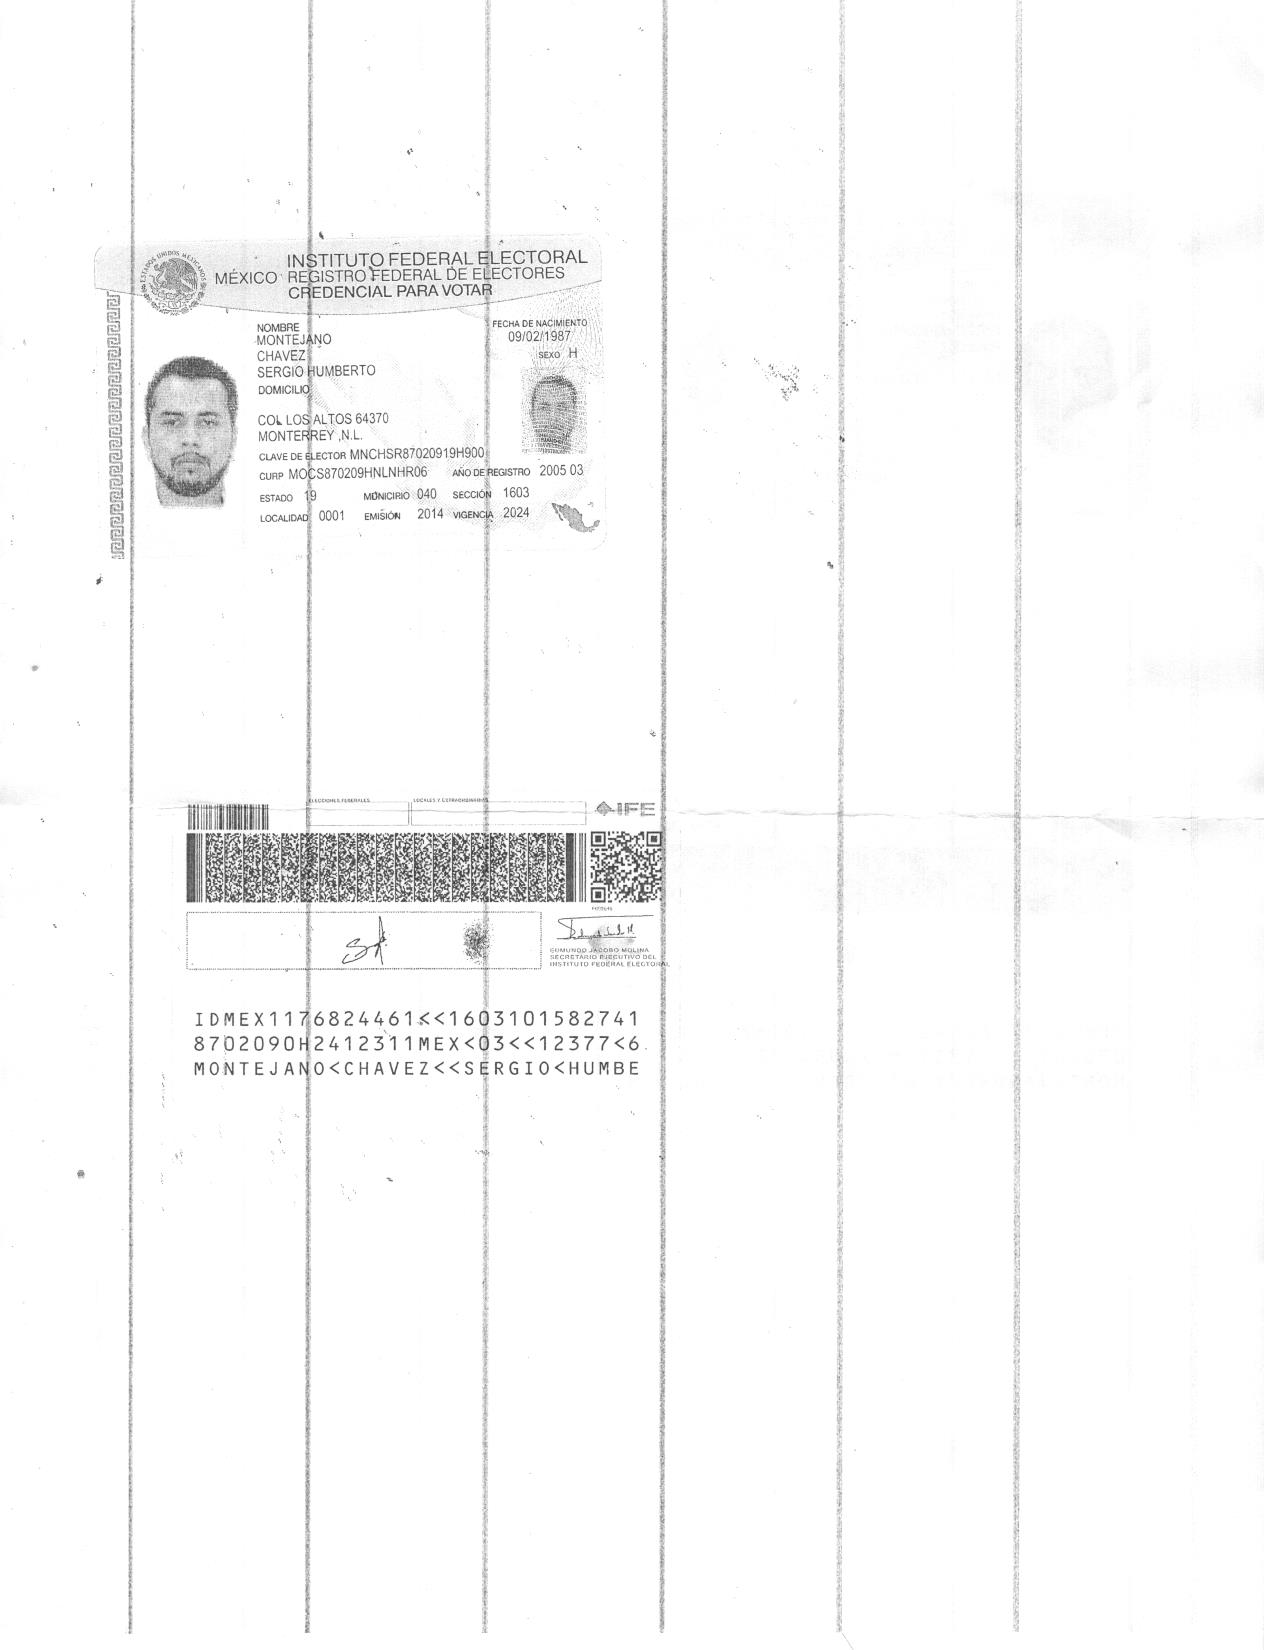 ESTADOS UNIDOS MEXICANOS
INSTITUTO FEDERAL ELECTORAL
MÉXICO REGISTRO FEDERAL DE ELECTORES
CREDENCIAL PARA VOTAR
NOMBRE
MONTEJANO
CHAVEZ
SERGIO HUMBERTO
FECHA DE NACIMIENTO
09/02/1987
SEXO H
DOMICILIO
COL LOS ALTOS 64370
MONTERREY ,N.L.
CLAVE DE ELECTOR MNCHSR87020919H900
CURP MOCS870209HNLNHR06 AÑO DE REGISTRO 2005 03
ESTADO 19 MUNICIPIO 040 SECCIÓN 1603
LOCALIDAD 0001 EMISIÓN 2014 VIGENCIA 2024
ELECCIONES FEDERALES LOCALES Y EXTRAORDINARIAS
IFE
EDMUNDO JACOBO MOLINA
SECRETARIO EJECUTIVO DEL
INSTITUTO FEDERAL ELECTORAL
IDMEX1176824461<<1603101582741
8702090H2412311MEX<03<<12377<6
MONTEJANO<CHAVEZ<<SERGIO<HUMBE